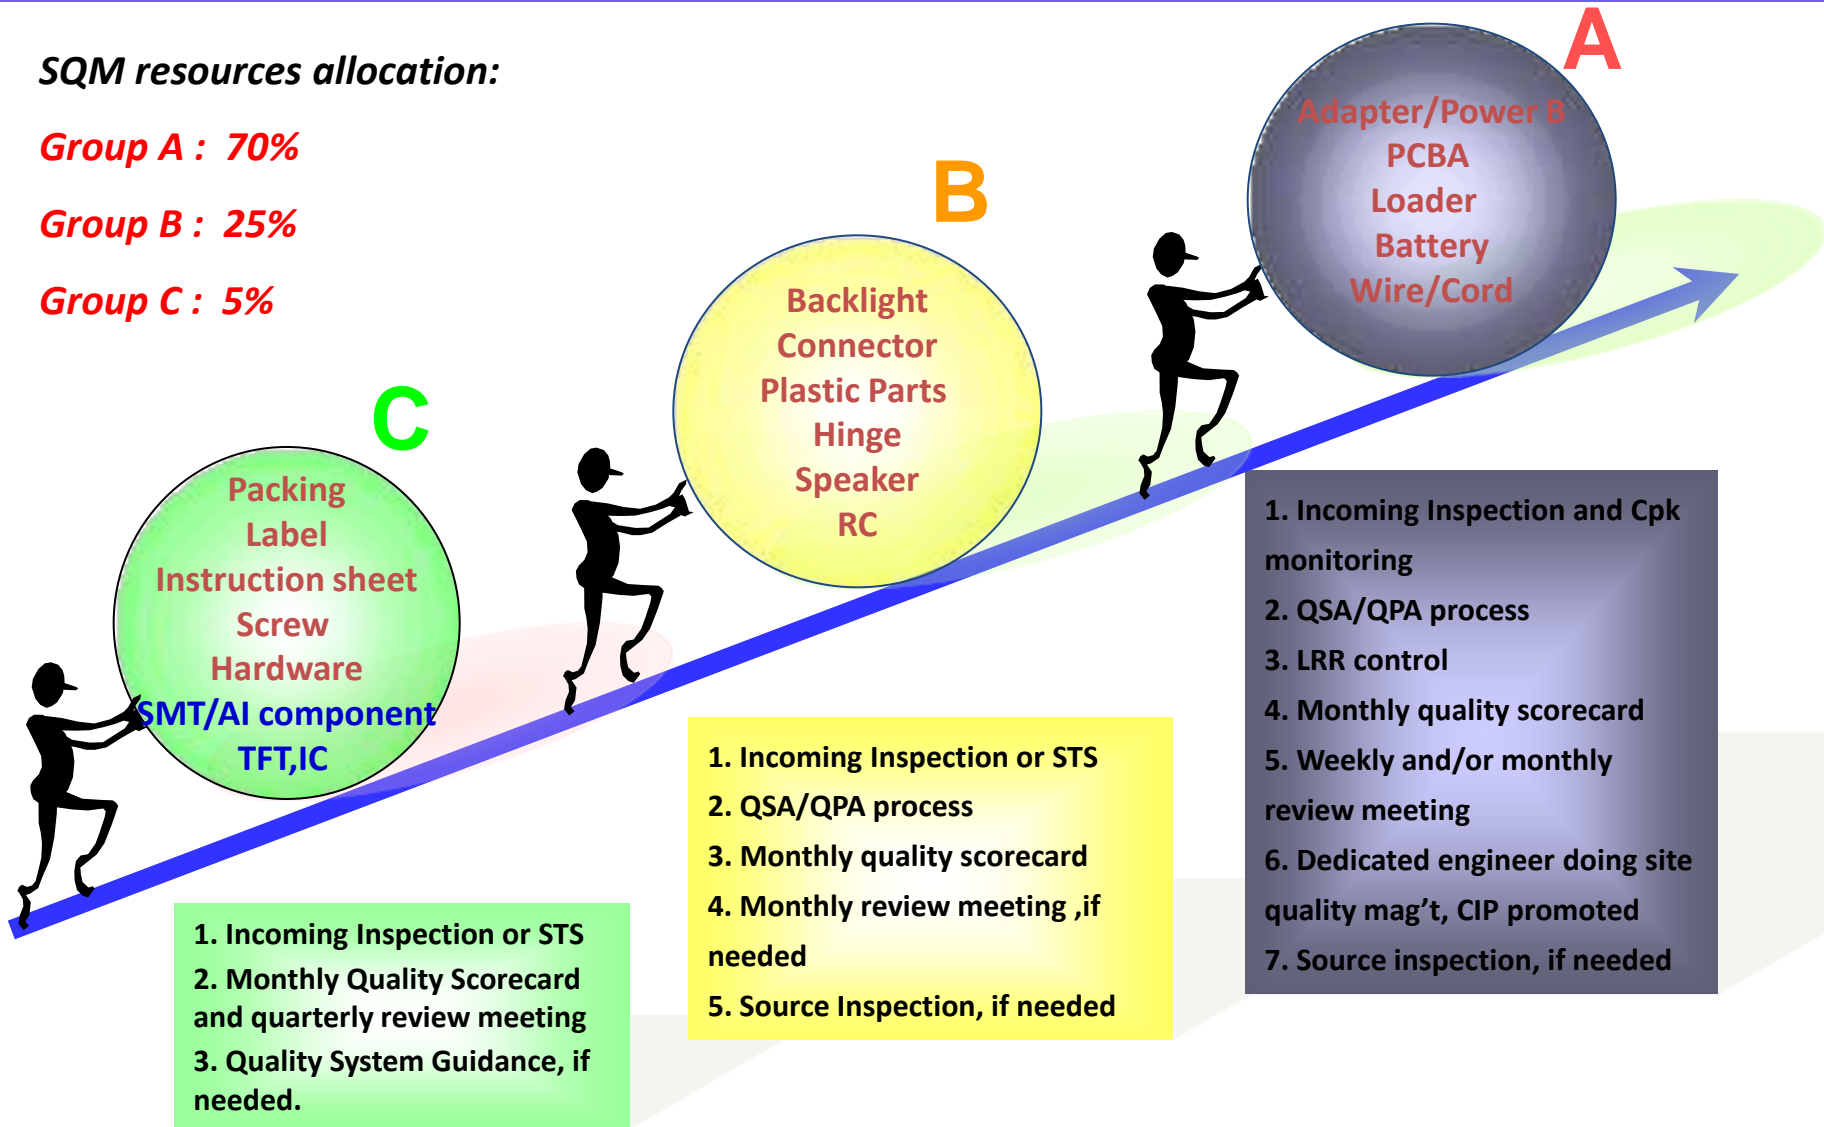 SQM resources allocation:
Group A :  70%
Group B :  25%
Group C :  5%
A
Adapter/Power B
PCBA
Loader
Battery
Wire/Cord
B
Backlight
Connector
Plastic Parts
Hinge
Speaker
RC
C
Packing
Label
Instruction sheet
Screw
Hardware
SMT/AI component
TFT,IC
1. Incoming Inspection or STS
2. Monthly Quality Scorecard
and quarterly review meeting
3. Quality System Guidance, if
needed.
1. Incoming Inspection or STS
2. QSA/QPA process
3. Monthly quality scorecard
4. Monthly review meeting ,if
needed
5. Source Inspection, if needed
1. Incoming Inspection and Cpk
monitoring
2. QSA/QPA process
3. LRR control
4. Monthly quality scorecard
5. Weekly and/or monthly
review meeting
6. Dedicated engineer doing site
quality mag’t, CIP promoted
7. Source inspection, if needed